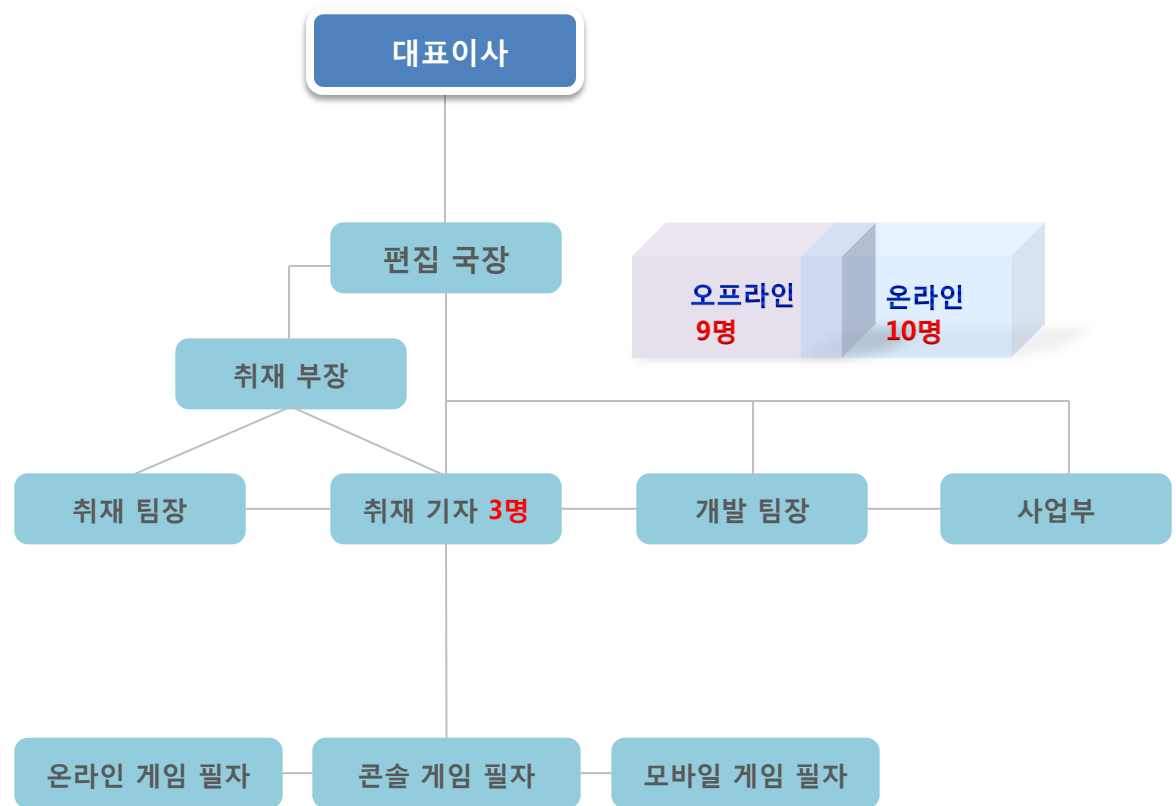 대표이사
편집 국장
오프라인
9명
온라인
10명
취재 부장
취재 팀장
취재 기자 3명
개발 팀장
사업부
온라인 게임 필자
콘솔 게임 필자
모바일 게임 필자